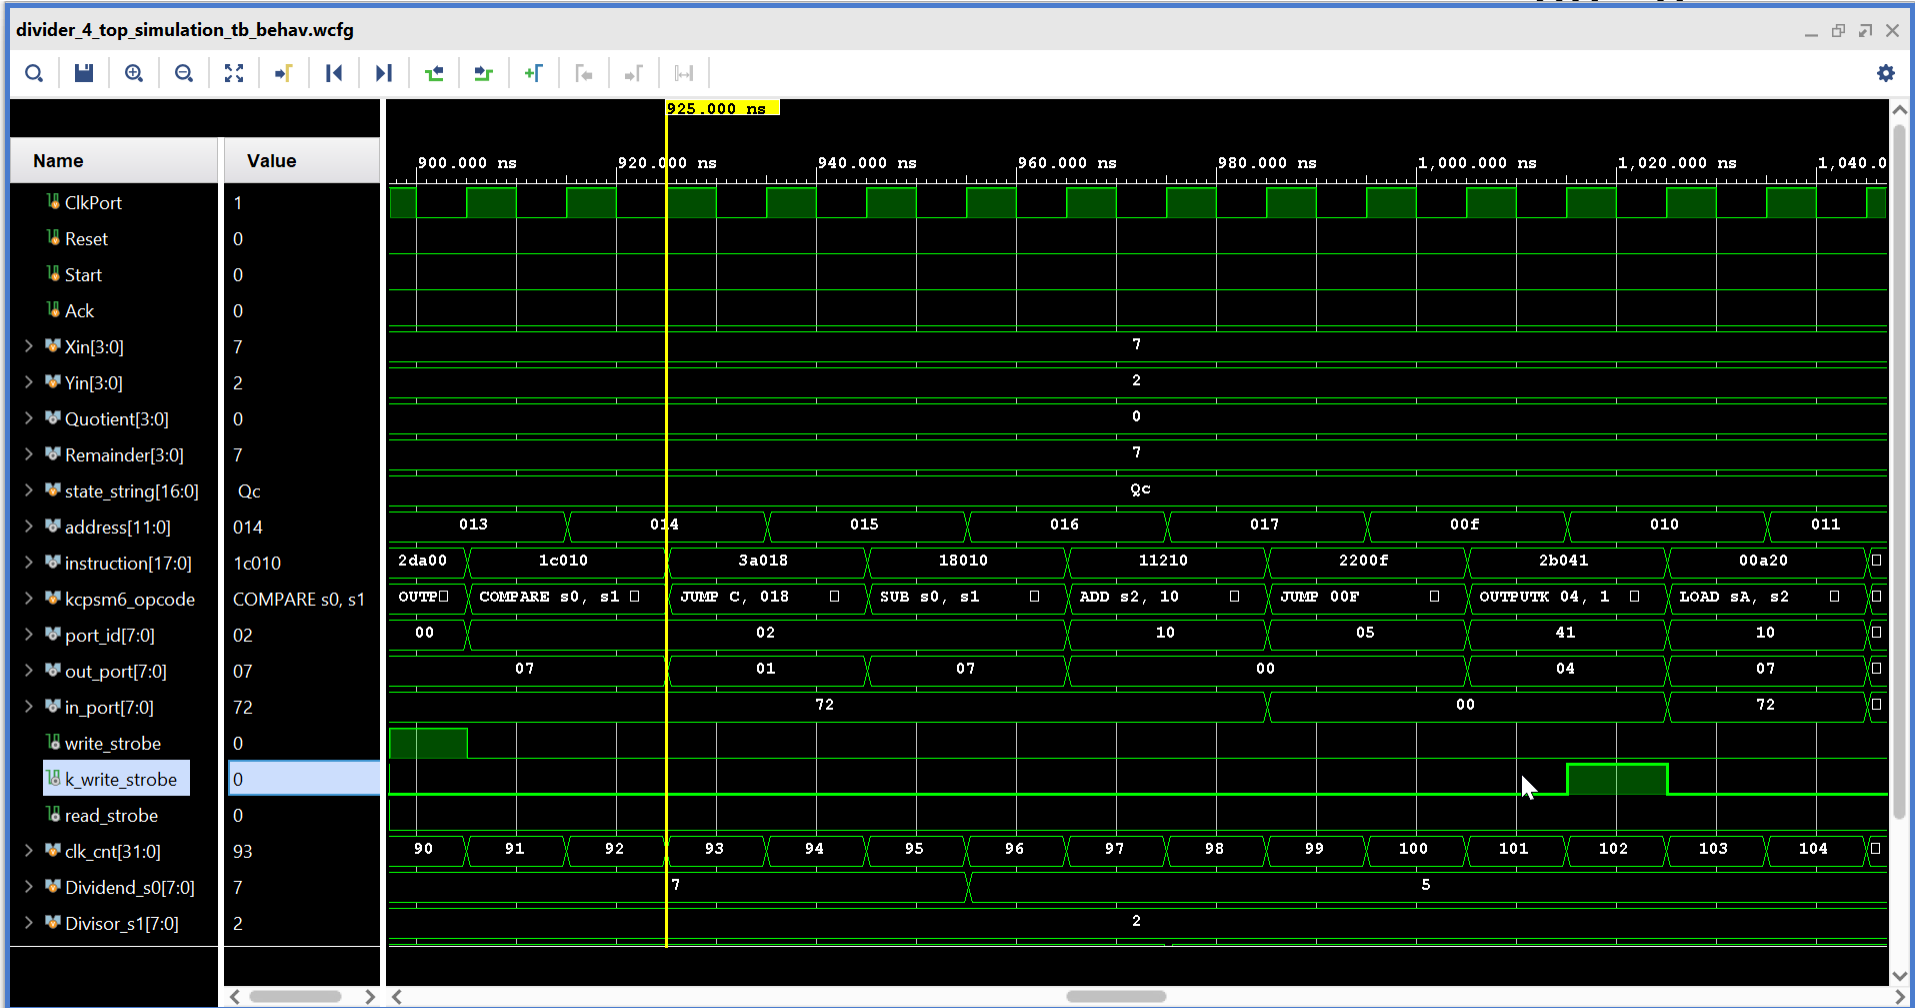 divider_4_top_simulation_tb_behav.wcfg
925.000 ns
Name Value
900.000 ns 920.000 ns 940.000 ns 960.000 ns 980.000 ns 1,000.000 ns 1,020.000 ns 1,040.0
ClkPort 1
Reset 0
Start 0
Ack 0
Xin[3:0] 7 7
Yin[3:0] 2 2
Quotient[3:0] 0 0
Remainder[3:0] 7 7
state_string[16:0] Qc Qc
address[11:0] 014 013 014 015 016 017 00f 010 011
instruction[17:0] 1c010 2da00 1c010 3a018 18010 11210 2200f 2b041 00a20
kcpsm6_opcode COMPARE s0, s1 OUTP COMPARE s0, s1 JUMP C, 018 SUB s0, s1 ADD s2, 10 JUMP 00F OUTPUTK 04, 1 LOAD sA, s2
port_id[7:0] 02 00 02 10 05 41 10
out_port[7:0] 07 07 01 07 00 04 07
in_port[7:0] 72 72 00 72
write_strobe 0
k_write_strobe 0
read_strobe 0
clk_cnt[31:0] 93 90 91 92 93 94 95 96 97 98 99 100 101 102 103 104
Dividend_s0[7:0] 7 7 5
Divisor_s1[7:0] 2 2